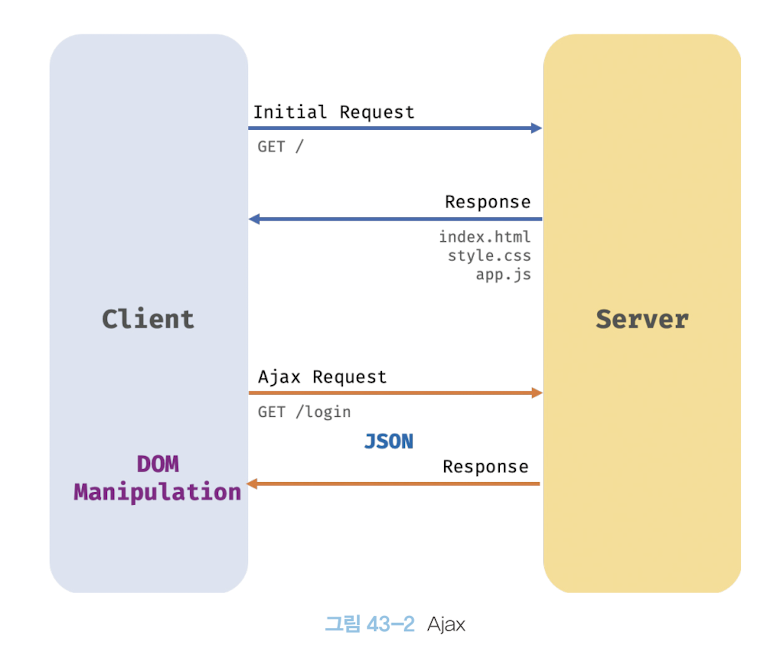 Initial Request
GET /
Response
index.html
style.css
app.js
Client
Server
Ajax Request
GET /login
JSON
Response
DOM
Manipulation
그림 43-2 Ajax